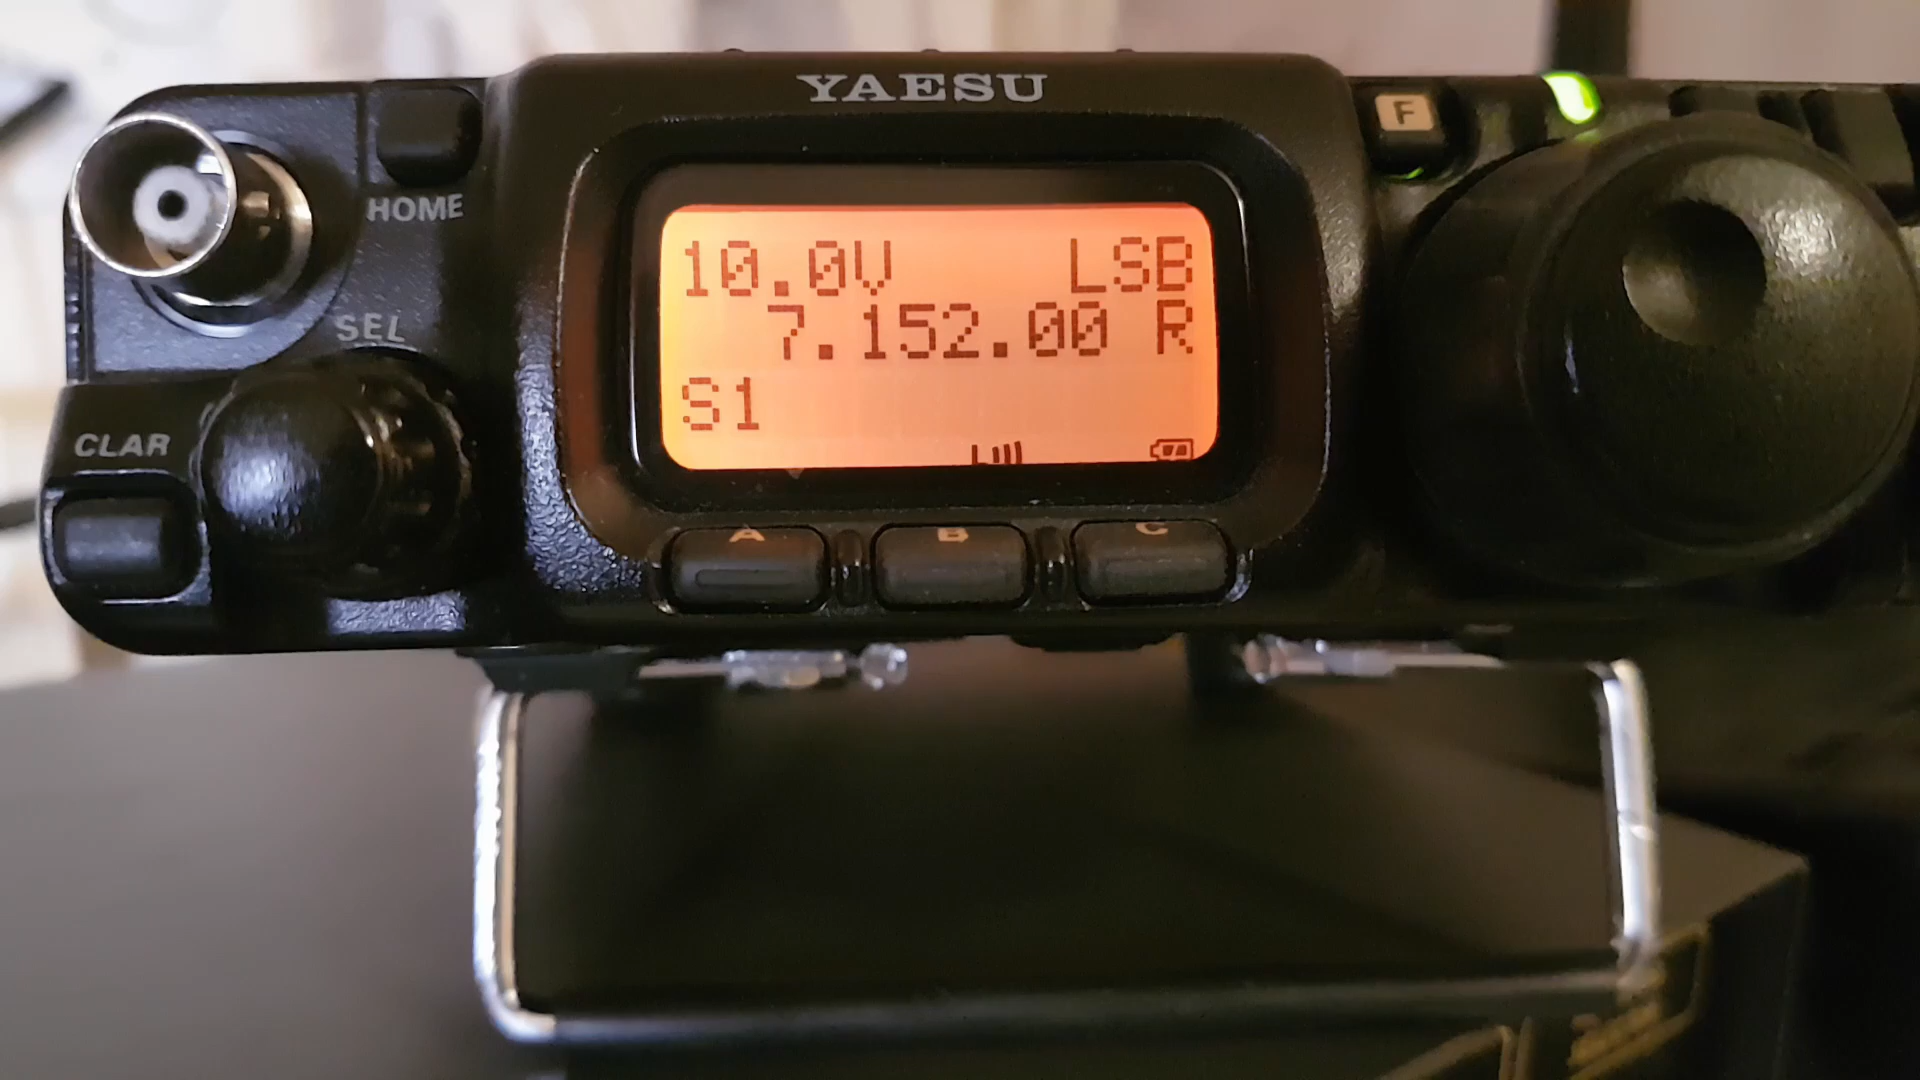 YAESU
F
HOME
10.0V LSB
7.152.00 R
SEL
S1
CLAR
A B C